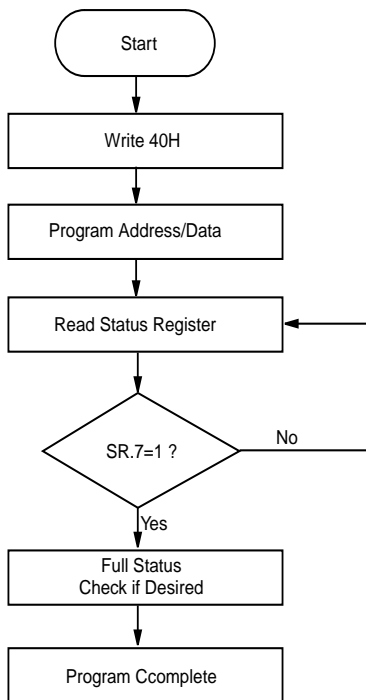 Start
Write 40H
Program Address/Data
Read Status Register
SR.7=1 ?
No
Yes
Full Status
Check if Desired
Program Ccomplete